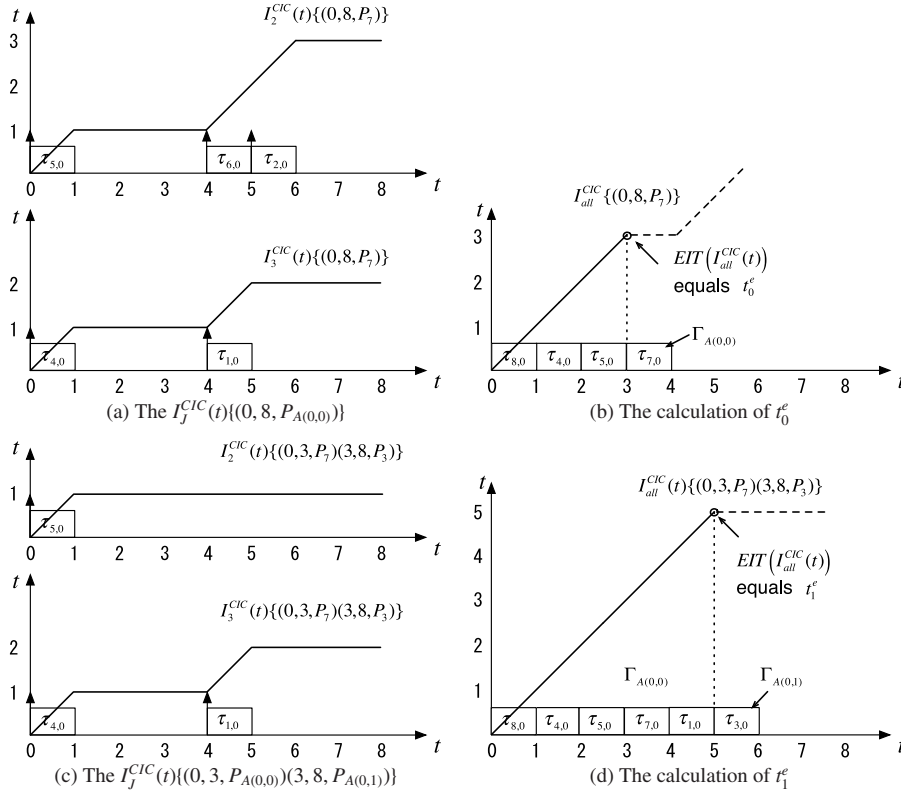 t
I_2^{CIC}(t){(0,8,P_7)}
3
2
1
τ_{5,0} τ_{6,0} τ_{2,0}
0 1 2 3 4 5 6 7 8 t
t
I_3^{CIC}(t){(0,8,P_7)}
2
1
τ_{4,0} τ_{1,0}
0 1 2 3 4 5 6 7 8 t
(a) The I_J^{CIC}(t){(0, 8, P_{A(0,0)})}
t
I_{all}^{CIC}{(0,8,P_7)}
3
EIT(I_{all}^{CIC}(t))
equals t_0^e
2
1
Γ_{A(0,0)}
τ_{8,0} τ_{4,0} τ_{5,0} τ_{7,0}
0 1 2 3 4 5 6 7 8 t
(b) The calculation of t_0^e
t
I_2^{CIC}(t){(0,3,P_7)(3,8,P_3)}
1
τ_{5,0}
0 1 2 3 4 5 6 7 8 t
t
I_3^{CIC}(t){(0,3,P_7)(3,8,P_3)}
2
1
τ_{4,0} τ_{1,0}
0 1 2 3 4 5 6 7 8 t
(c) The I_J^{CIC}(t){(0, 3, P_{A(0,0)})(3, 8, P_{A(0,1)})}
t
I_{all}^{CIC}(t){(0,3,P_7)(3,8,P_3)}
5
4
EIT(I_{all}^{CIC}(t))
equals t_1^e
3
2
1
Γ_{A(0,0)} Γ_{A(0,1)}
τ_{8,0} τ_{4,0} τ_{5,0} τ_{7,0} τ_{1,0} τ_{3,0}
0 1 2 3 4 5 6 7 8 t
(d) The calculation of t_1^e